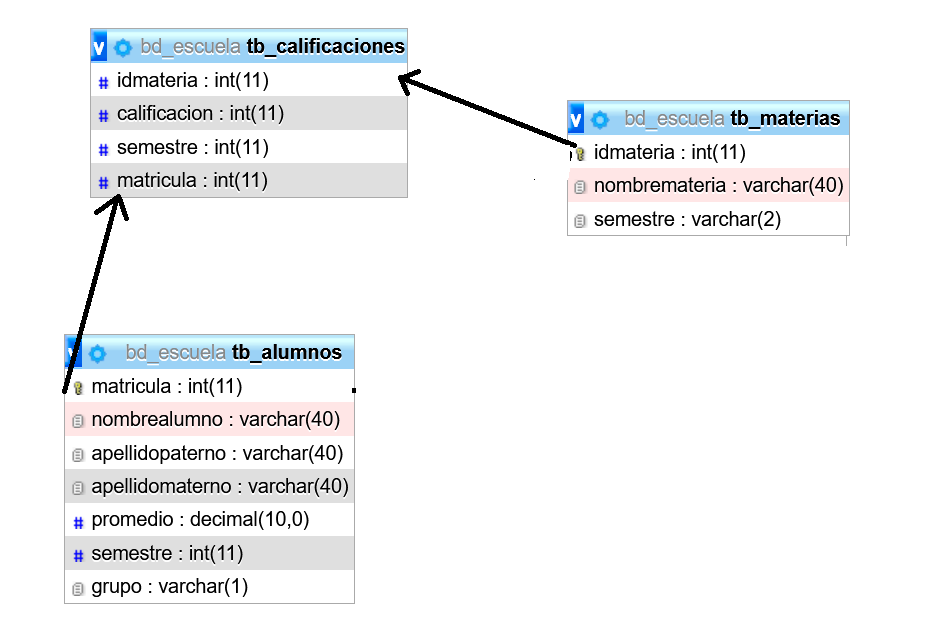 v bd_escuela tb_calificaciones
# idmateria : int(11)
# calificacion : int(11)
# semestre : int(11)
# matricula : int(11)
v bd_escuela tb_materias
idmateria : int(11)
nombremateria : varchar(40)
semestre : varchar(2)
v bd_escuela tb_alumnos
matricula : int(11)
nombrealumno : varchar(40)
apellidopaterno : varchar(40)
apellidomaterno : varchar(40)
# promedio : decimal(10,0)
# semestre : int(11)
grupo : varchar(1)